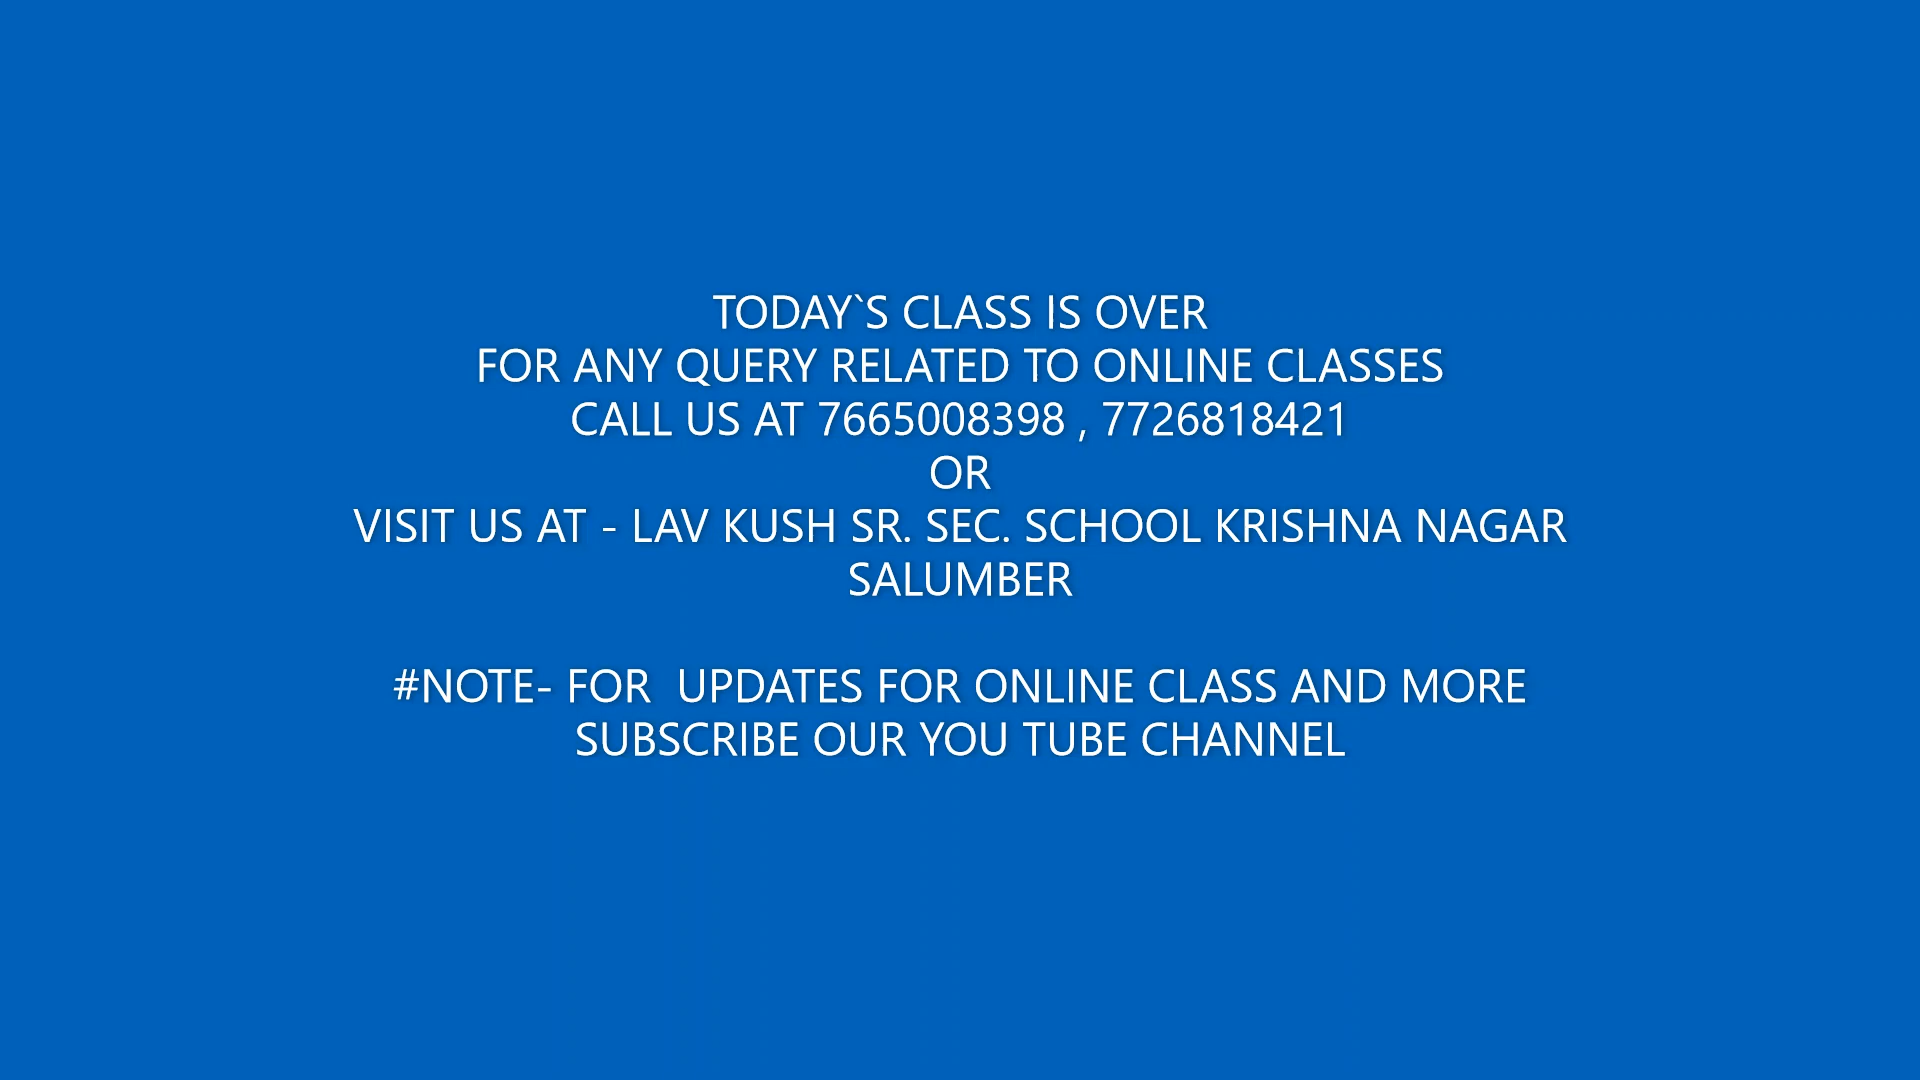 TODAY`S CLASS IS OVER
FOR ANY QUERY RELATED TO ONLINE CLASSES
CALL US AT 7665008398 , 7726818421
OR
VISIT US AT - LAV KUSH SR. SEC. SCHOOL KRISHNA NAGAR
SALUMBER
#NOTE- FOR  UPDATES FOR ONLINE CLASS AND MORE
SUBSCRIBE OUR YOU TUBE CHANNEL